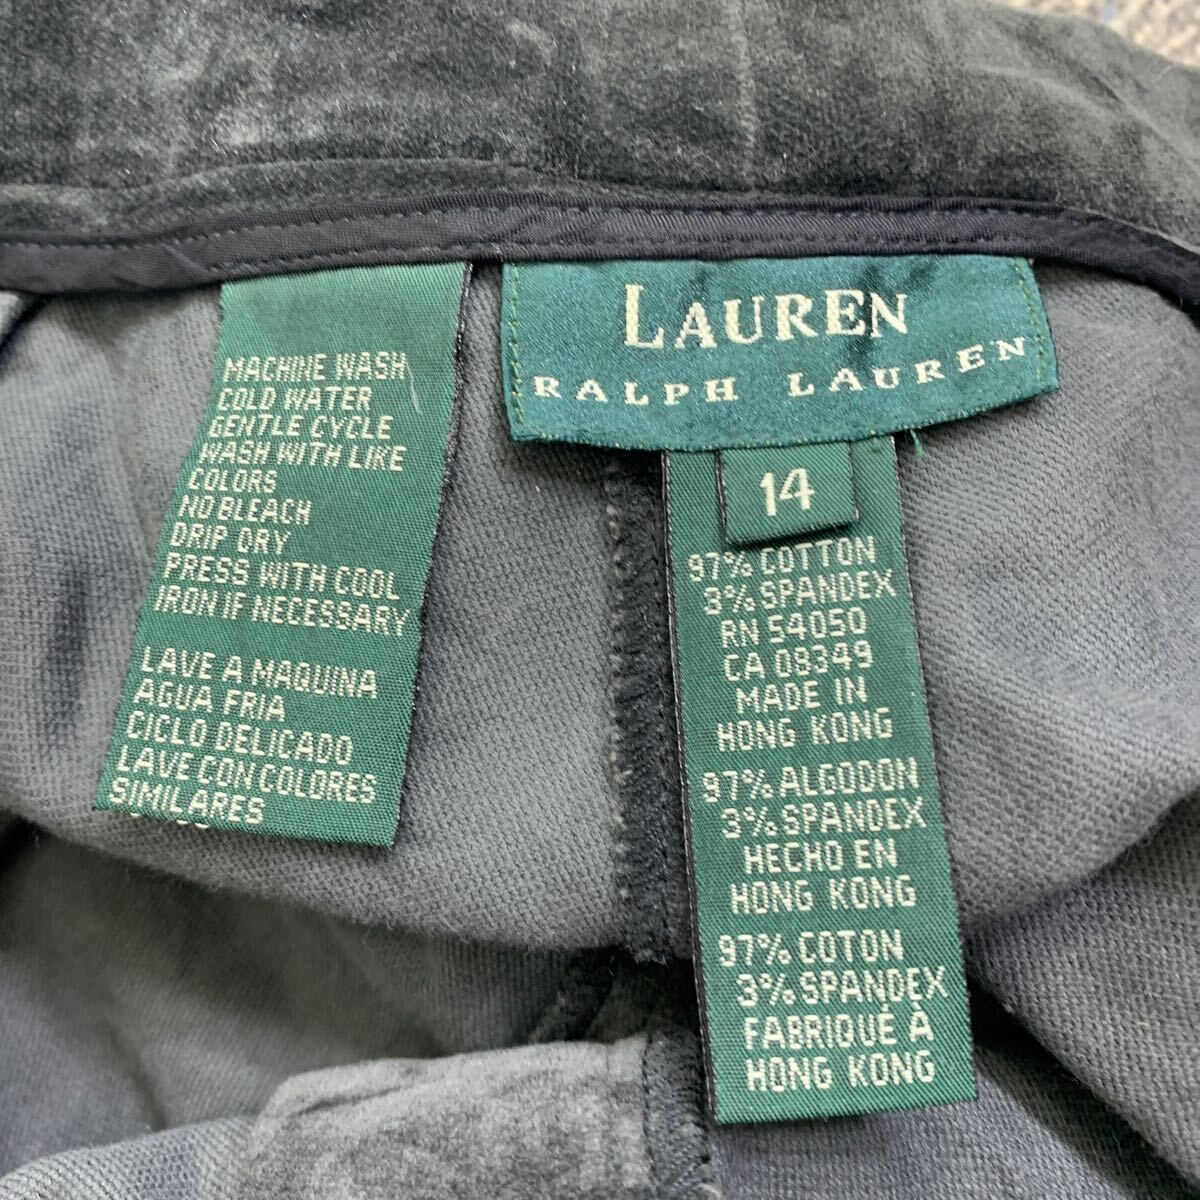 MACHINE WASH
COLD WATER
GENTLE CYCLE
WASH WITH LIKE
COLORS
NO BLEACH
DRIP DRY
PRESS WITH COOL
IRON IF NECESSARY
LAVE A MAQUINA
AGUA FRIA
CICLO DELICADO
LAVE CON COLORES
SIMILARES
LAUREN
RALPH LAUREN
14
97% COTTON
3% SPANDEX
RN 54050
CA 08349
MADE IN
HONG KONG
97% ALGODON
3% SPANDEX
HECHO EN
HONG KONG
97% COTON
3% SPANDEX
FABRIQUÉ À
HONG KONG